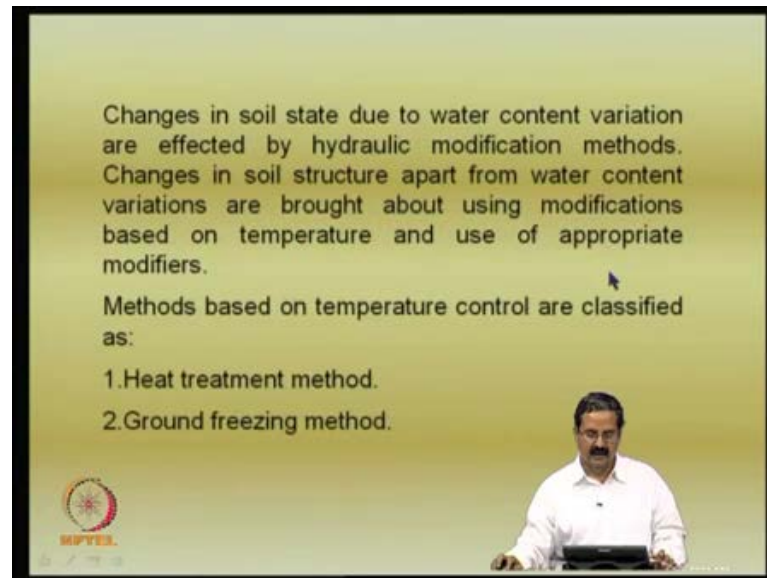 Changes in soil state due to water content variation
are effected by hydraulic modification methods.
Changes in soil structure apart from water content
variations are brought about using modifications
based on temperature and use of appropriate
modifiers.
Methods based on temperature control are classified
as:
1.Heat treatment method.
2.Ground freezing method.
NPTEL